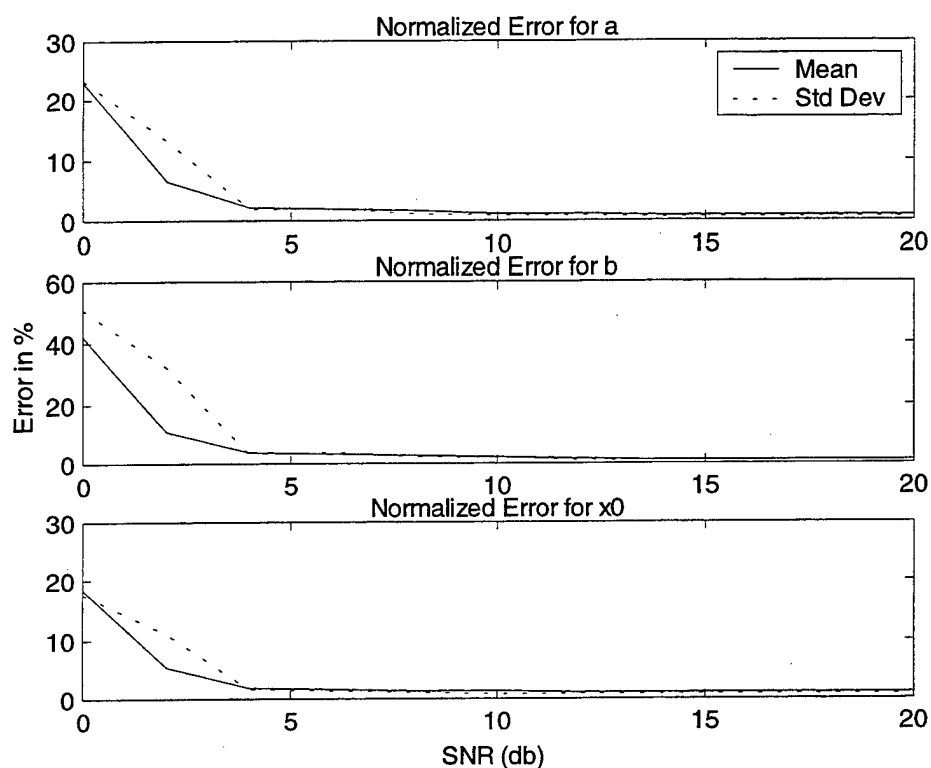 Normalized Error for a
30
20
10
0
Mean
Std Dev
0 5 10 15 20
Normalized Error for b
60
40
20
0
Error in %
0 5 10 15 20
Normalized Error for x0
30
20
10
0
0 5 10 15 20
SNR (db)